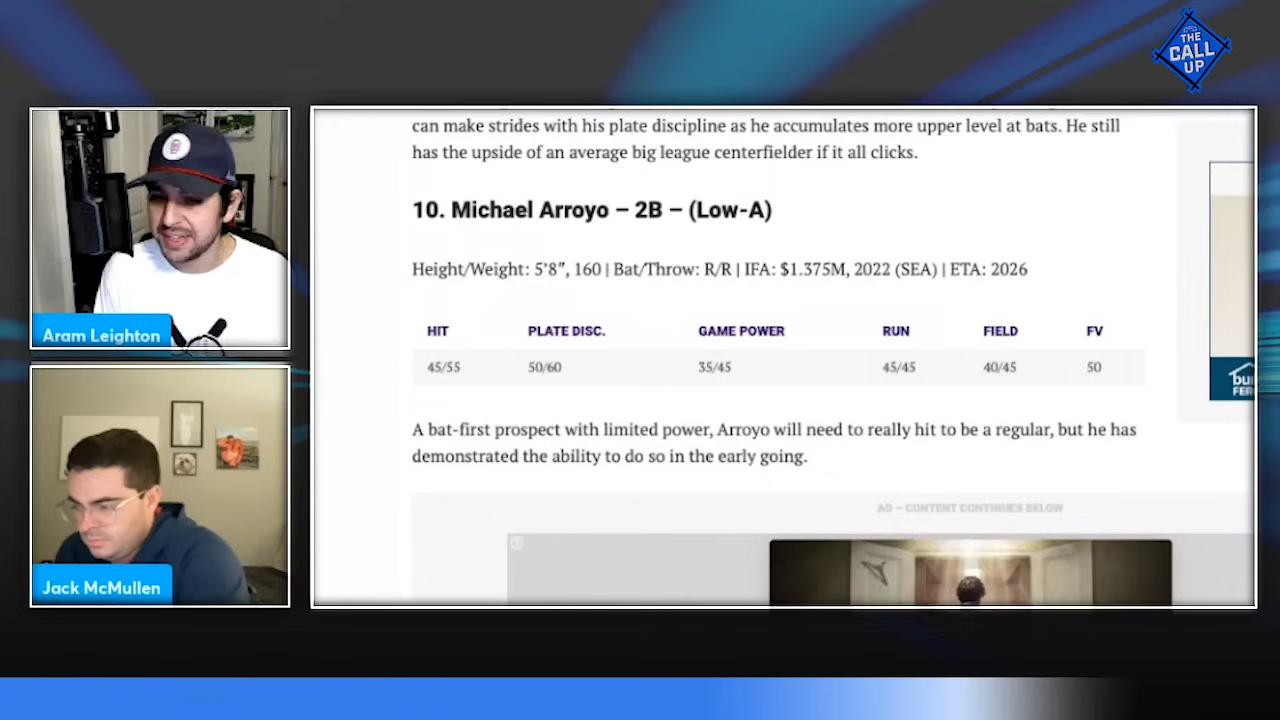 THE
CALL
UP
can make strides with his plate discipline as he accumulates more upper level at bats. He still
has the upside of an average big league centerfielder if it all clicks.
10. Michael Arroyo – 2B – (Low-A)
Height/Weight: 5'8", 160 | Bat/Throw: R/R | IFA: $1.375M, 2022 (SEA) | ETA: 2026
HIT PLATE DISC. GAME POWER RUN FIELD FV
45/55 50/60 35/45 45/45 40/45 50
A bat-first prospect with limited power, Arroyo will need to really hit to be a regular, but he has
demonstrated the ability to do so in the early going.
AD – CONTENT CONTINUES BELOW
Aram Leighton
Jack McMullen